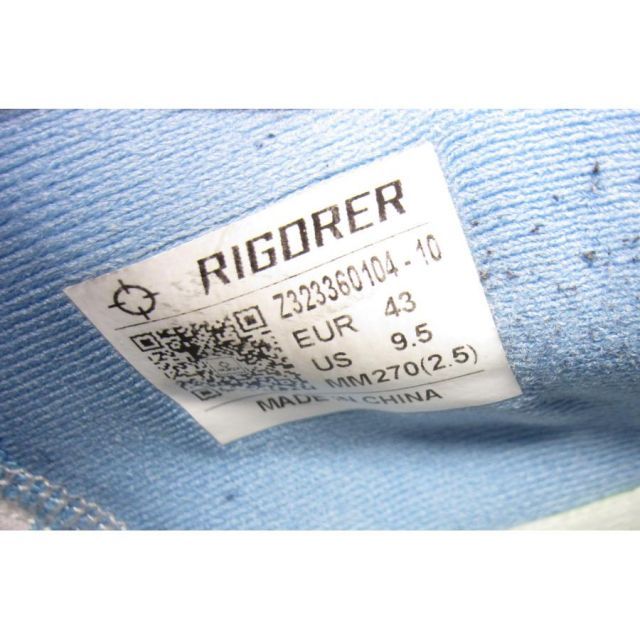 RIGORER
Z323360104-10
EUR 43
US 9.5
MM270(2.5)
MADE IN CHINA